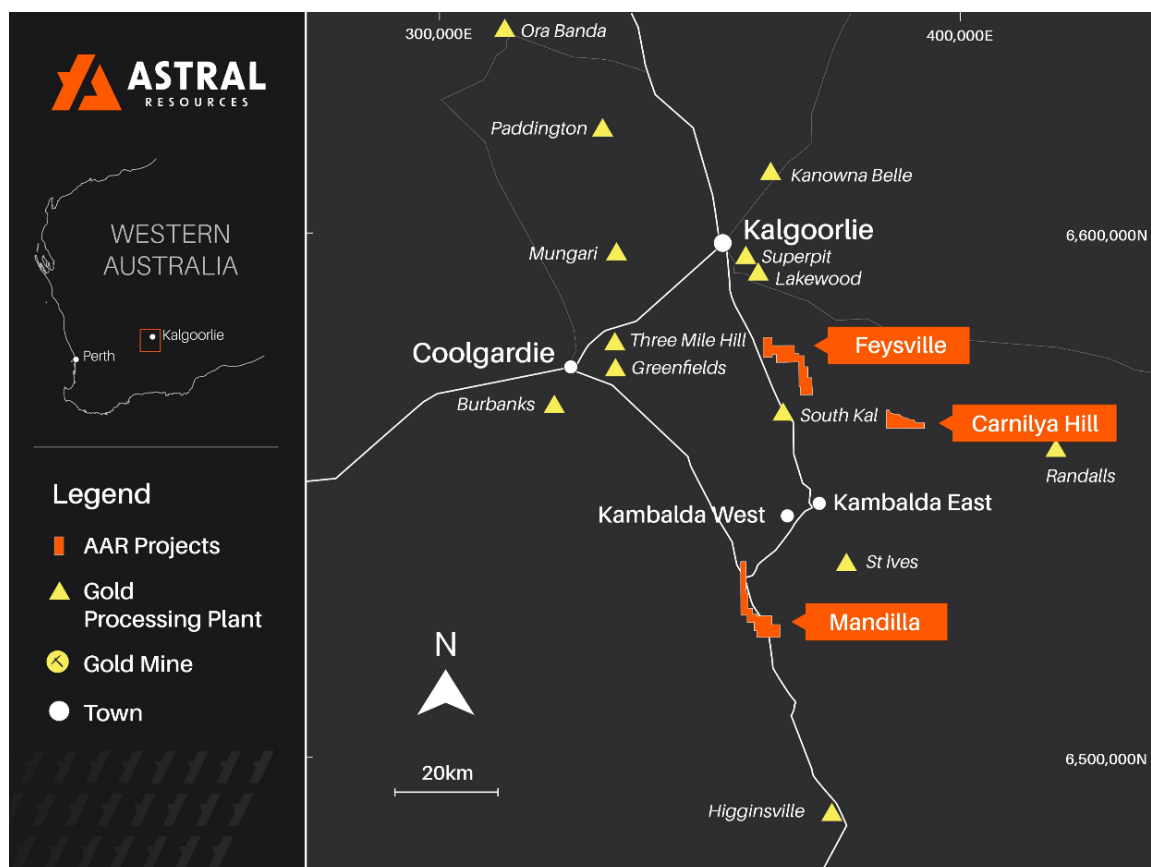 ASTRAL
RESOURCES
WESTERN
AUSTRALIA
Kalgoorlie
Perth
Legend
AAR Projects
Gold
Processing Plant
Gold Mine
Town
300,000E
400,000E
Ora Banda
Paddington
Kanowna Belle
Kalgoorlie
6,600,000N
Mungari
Superpit
Lakewood
Three Mile Hill
Feysville
Coolgardie
Greenfields
Burbanks
South Kal
Carnilya Hill
Randalls
Kambalda West
Kambalda East
St Ives
Mandilla
N
20km
6,500,000N
Higginsville